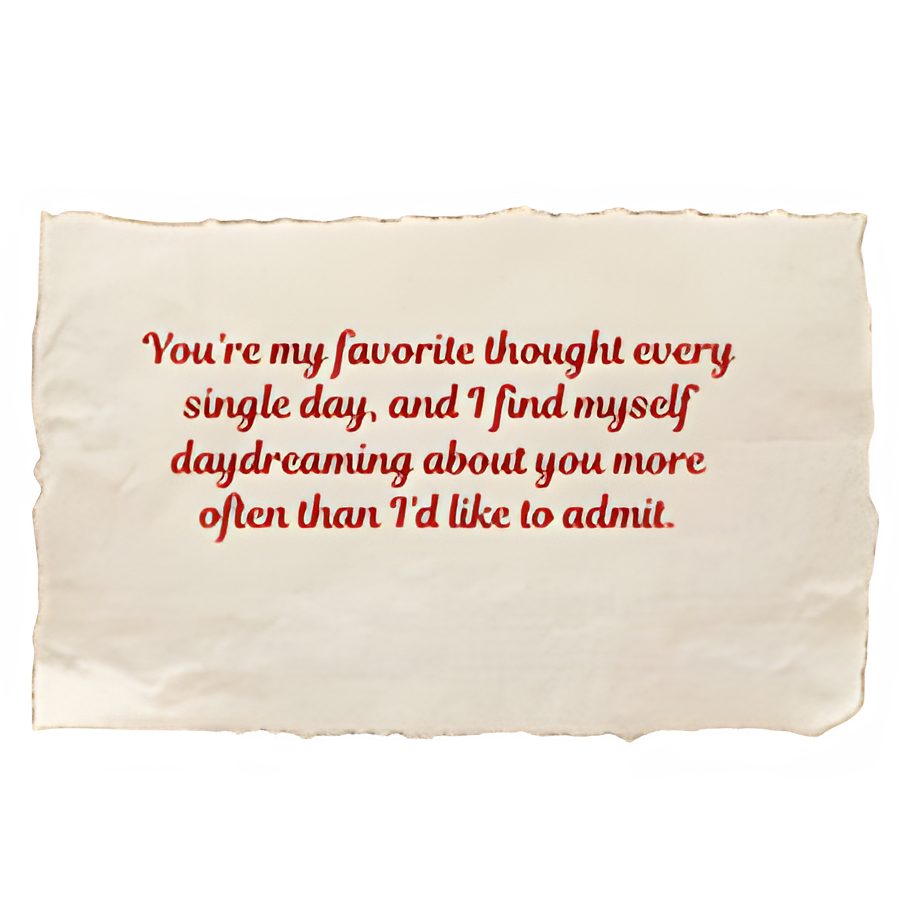 You're my favorite thought every
single day, and I find myself
daydreaming about you more
often than I'd like to admit.